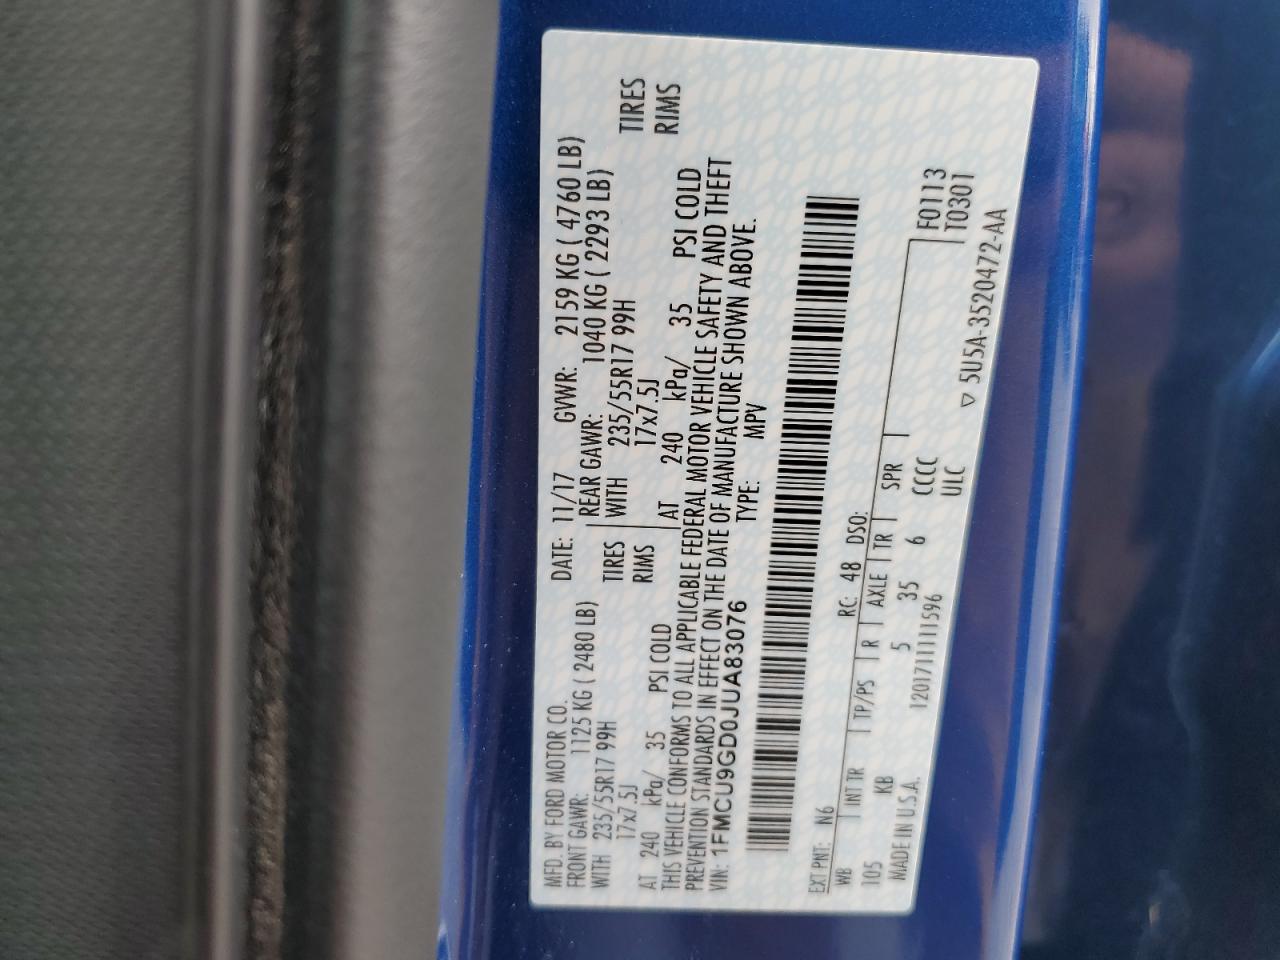 MFD. BY FORD MOTOR CO.
DATE: 11/17 GVWR: 2159 KG ( 4760 LB)
FRONT GAWR: 1125 KG ( 2480 LB) REAR GAWR: 1040 KG ( 2293 LB)
WITH 235/55R17 99H TIRES WITH 235/55R17 99H TIRES
17x7.5J RIMS 17x7.5J RIMS
AT 240 kPa/ 35 PSI COLD AT 240 kPa/ 35 PSI COLD
THIS VEHICLE CONFORMS TO ALL APPLICABLE FEDERAL MOTOR VEHICLE SAFETY AND THEFT
PREVENTION STANDARDS IN EFFECT ON THE DATE OF MANUFACTURE SHOWN ABOVE.
VIN: 1FMCU9GD0JUA83076 TYPE: MPV
EXT PNT: N6 RC: 48 DSO:
WB INT TR TP/PS R AXLE TR SPR F0113
105 KB 5 35 6 CCCC T0301
ULC
MADE IN U.S.A. 1201711111596 ▽ 5U5A-3520472-AA